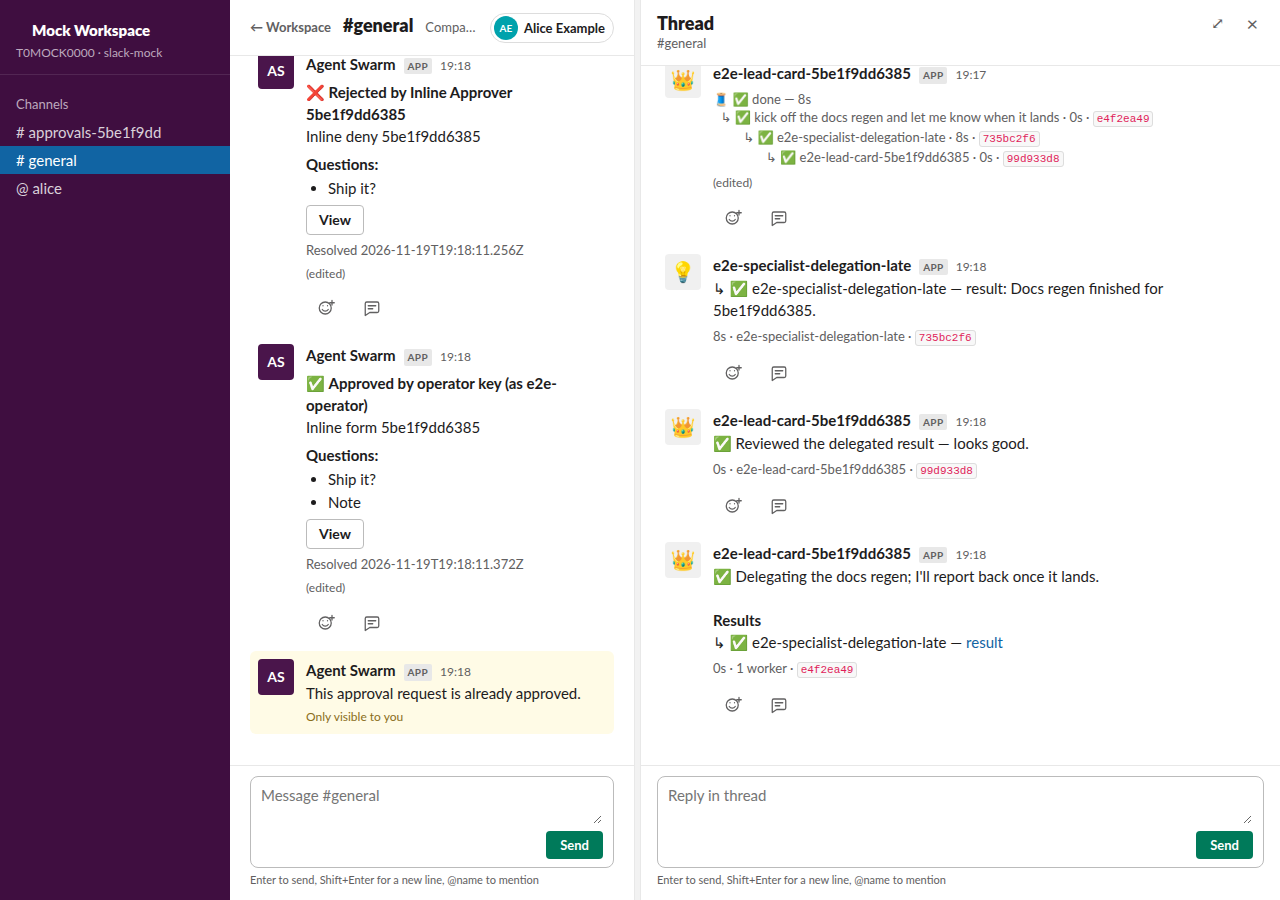 Mock Workspace
T0MOCK0000 · slack-mock
Channels
# approvals-5be1f9dd
# general
@ alice
← Workspace #general Compa... AE Alice Example
AS Agent Swarm APP 19:18
❌ Rejected by Inline Approver
5be1f9dd6385
Inline deny 5be1f9dd6385
Questions:
• Ship it?
View
Resolved 2026-11-19T19:18:11.256Z
(edited)
AS Agent Swarm APP 19:18
✅ Approved by operator key (as e2e-
operator)
Inline form 5be1f9dd6385
Questions:
• Ship it?
• Note
View
Resolved 2026-11-19T19:18:11.372Z
(edited)
AS Agent Swarm APP 19:18
This approval request is already approved.
Only visible to you
Message #general
Send
Enter to send, Shift+Enter for a new line, @name to mention
Thread
#general
e2e-lead-card-5be1f9dd6385 APP 19:17
🧵 ✅ done — 8s
↳ ✅ kick off the docs regen and let me know when it lands · 0s · e4f2ea49
↳ ✅ e2e-specialist-delegation-late · 8s · 735bc2f6
↳ ✅ e2e-lead-card-5be1f9dd6385 · 0s · 99d933d8
(edited)
e2e-specialist-delegation-late APP 19:18
↳ ✅ e2e-specialist-delegation-late — result: Docs regen finished for
5be1f9dd6385.
8s · e2e-specialist-delegation-late · 735bc2f6
e2e-lead-card-5be1f9dd6385 APP 19:18
✅ Reviewed the delegated result — looks good.
0s · e2e-lead-card-5be1f9dd6385 · 99d933d8
e2e-lead-card-5be1f9dd6385 APP 19:18
✅ Delegating the docs regen; I'll report back once it lands.
Results
↳ ✅ e2e-specialist-delegation-late — result
0s · 1 worker · e4f2ea49
Reply in thread
Send
Enter to send, Shift+Enter for a new line, @name to mention